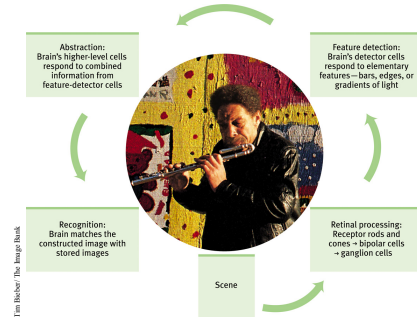 Abstraction:
Brain's higher-level cells
respond to combined
information from
feature-detector cells
Feature detection:
Brain's detector cells
respond to elementary
features—bars, edges, or
gradients of light
Recognition:
Brain matches the
constructed image with
stored images
Retinal processing:
Receptor rods and
cones → bipolar cells
→ ganglion cells
Scene
Tim Bieber/ The Image Bank